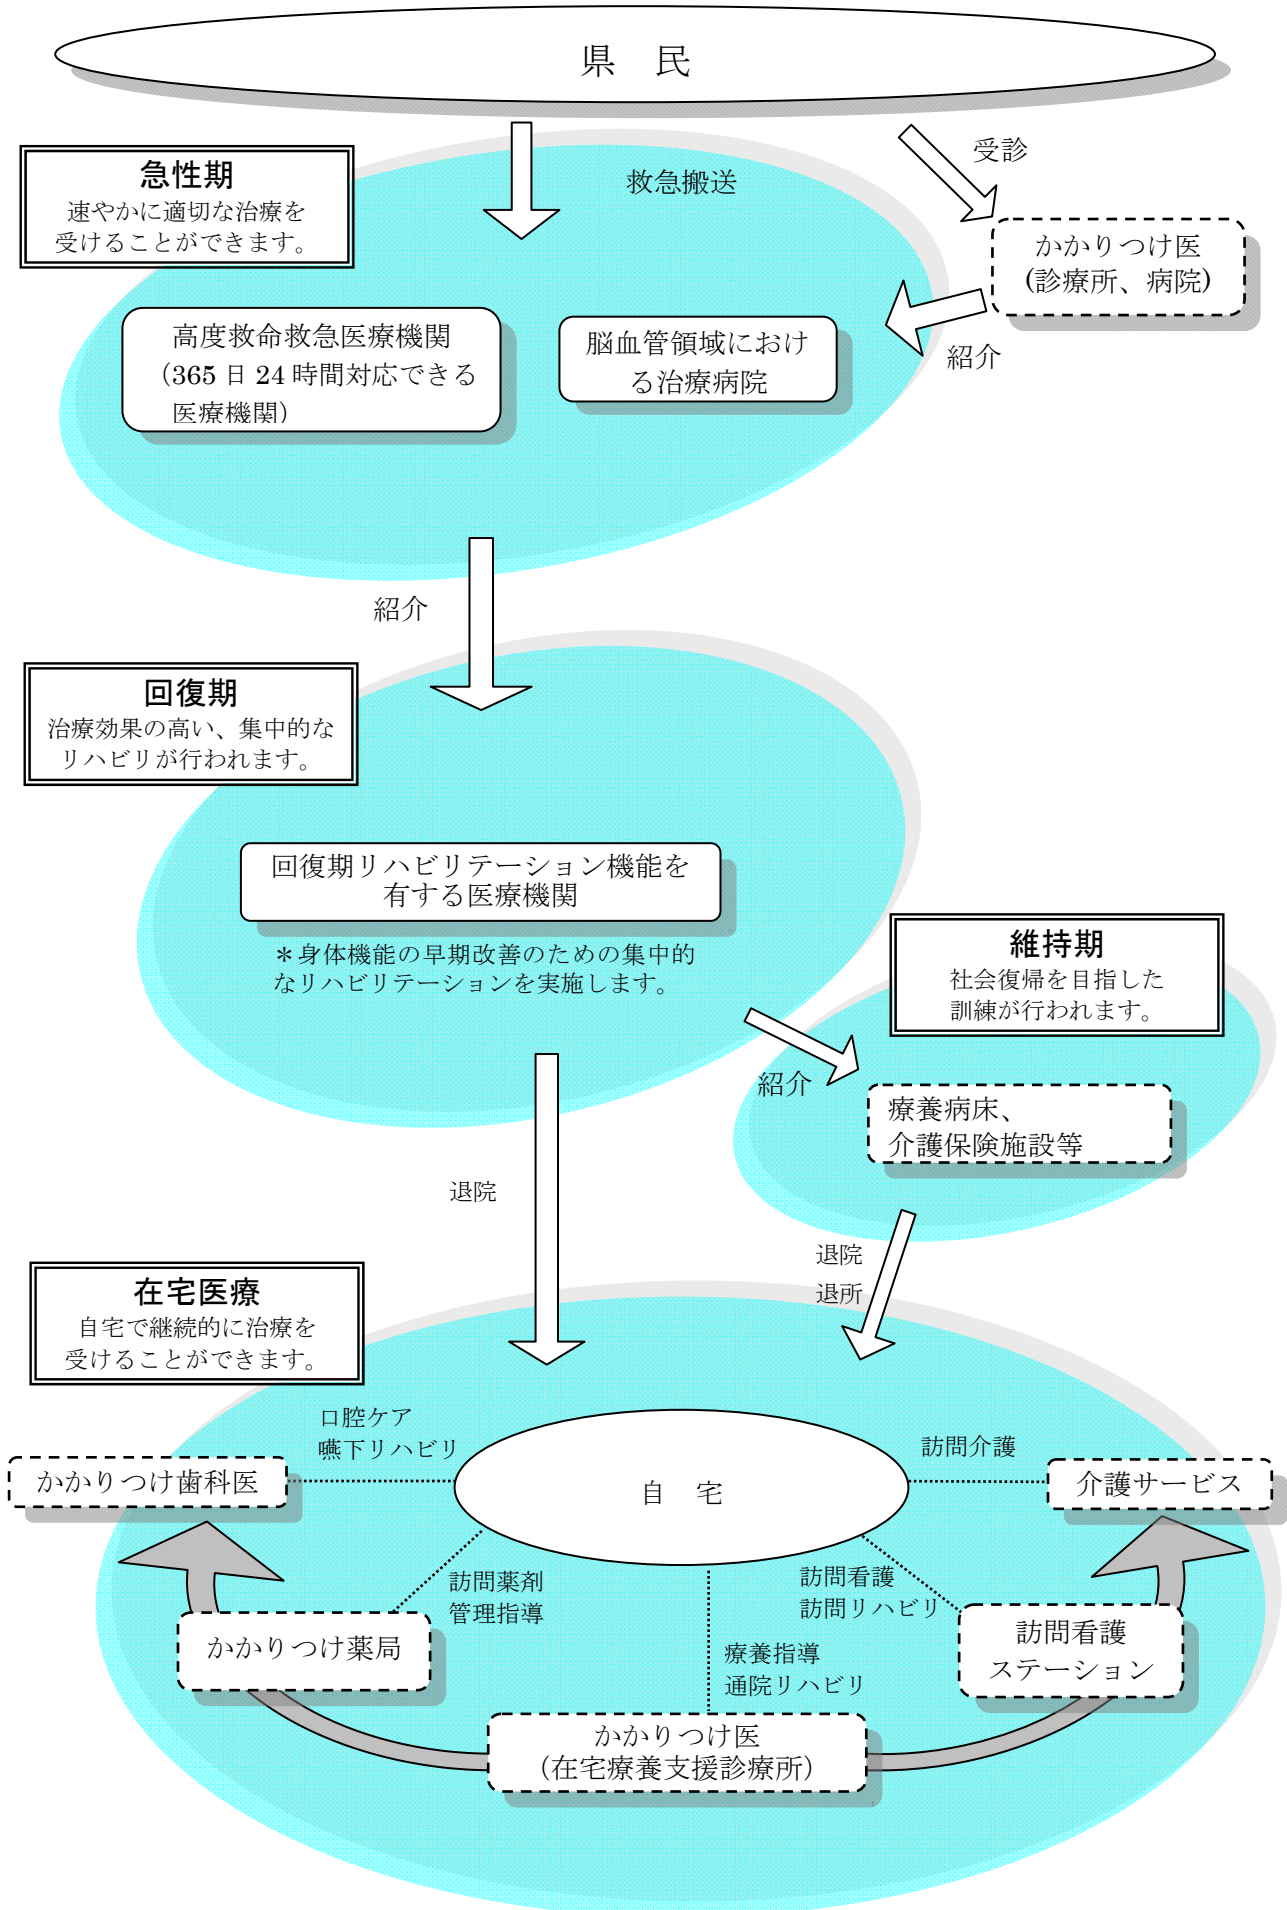 県　民
受診
救急搬送
急性期
速やかに適切な治療を
受けることができます。
かかりつけ医
(診療所、病院)
紹介
高度救命救急医療機関
（365 日 24 時間対応できる
医療機関）
脳血管領域におけ
る治療病院
紹介
回復期
治療効果の高い、集中的な
リハビリが行われます。
回復期リハビリテーション機能を
有する医療機関
＊身体機能の早期改善のための集中的
なリハビリテーションを実施します。
維持期
社会復帰を目指した
訓練が行われます。
紹介
療養病床、
介護保険施設等
退院
退院
退所
在宅医療
自宅で継続的に治療を
受けることができます。
口腔ケア
嚥下リハビリ
訪問介護
かかりつけ歯科医
自　宅
介護サービス
訪問薬剤
管理指導
訪問看護
訪問リハビリ
かかりつけ薬局
療養指導
通院リハビリ
訪問看護
ステーション
かかりつけ医
（在宅療養支援診療所）